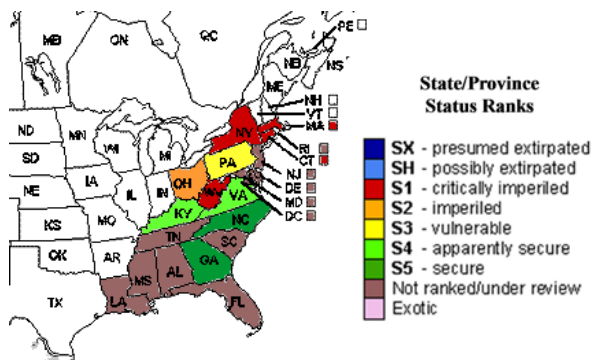 PE
QC
ON
MB
NB
NS
ME
NH
VT
MA
NY
ND
MN
WI
SD
MI
RI
CT
PA
NJ
IA
NE
OH
DE
IN
IL
MD
WV
VA
DC
KS
MO
KY
NC
TN
OK
AR
SC
MS
AL
GA
TX
LA
FL
State/Province
Status Ranks
SX - presumed extirpated
SH - possibly extirpated
S1 - critically imperiled
S2 - imperiled
S3 - vulnerable
S4 - apparently secure
S5 - secure
Not ranked/under review
Exotic